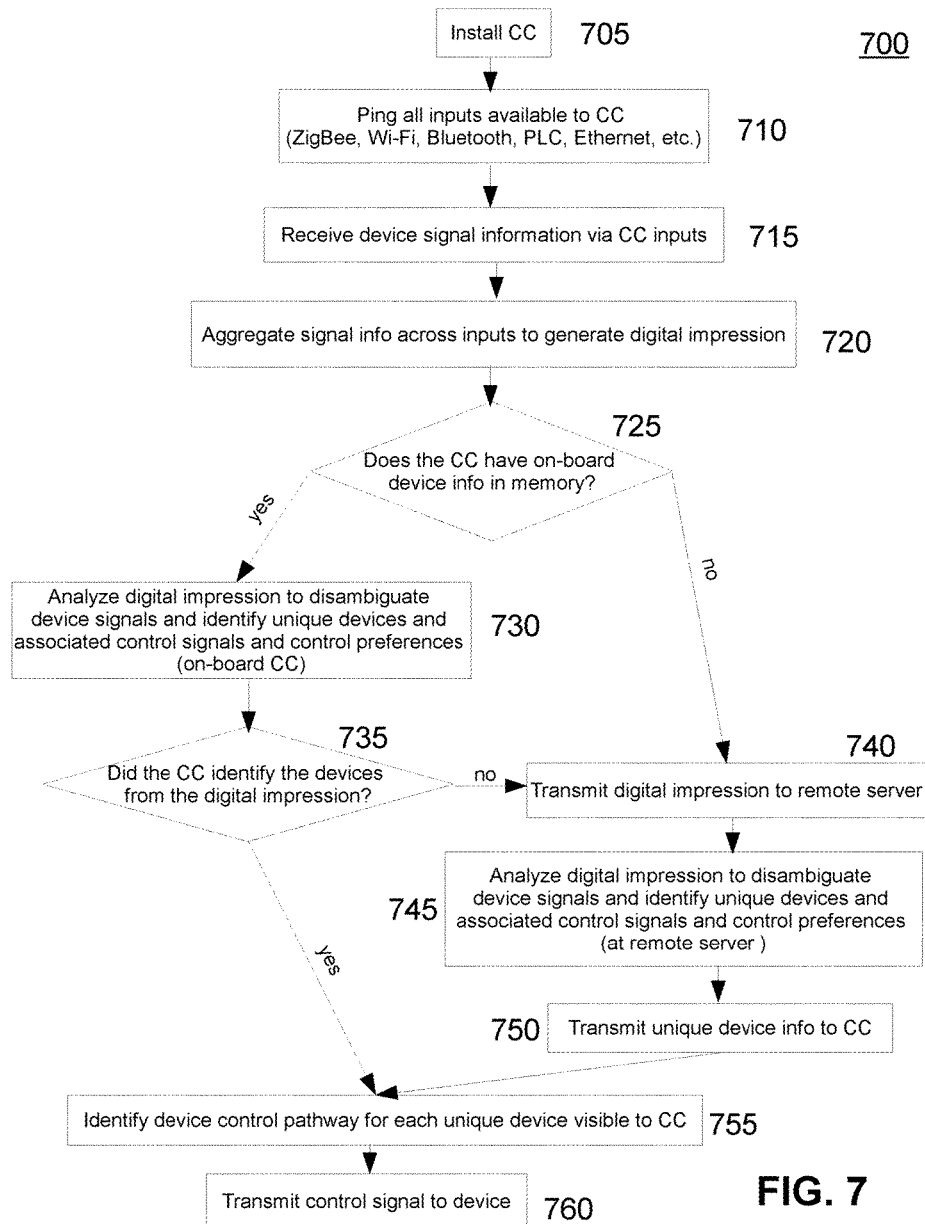 Install CC
705
700
Ping all inputs available to CC
(ZigBee, Wi-Fi, Bluetooth, PLC, Ethernet, etc.)
710
Receive device signal information via CC inputs
715
Aggregate signal info across inputs to generate digital impression
720
725
Does the CC have on-board
device info in memory?
yes
no
Analyze digital impression to disambiguate
device signals and identify unique devices and
associated control signals and control preferences
(on-board CC)
730
735
Did the CC identify the devices
from the digital impression?
no
740
Transmit digital impression to remote server
yes
745
Analyze digital impression to disambiguate
device signals and identify unique devices and
associated control signals and control preferences
(at remote server )
750
Transmit unique device info to CC
Identify device control pathway for each unique device visible to CC
755
Transmit control signal to device
760
FIG. 7